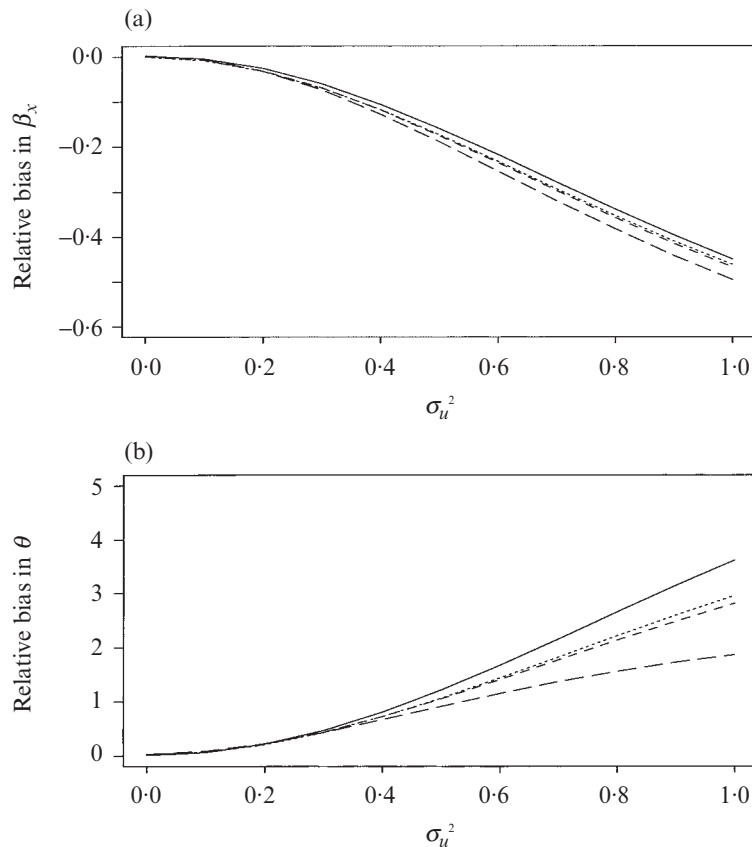 (a)
Relative bias in βx
0·0
−0·2
−0·4
−0·6
0·0 0·2 0·4 0·6 0·8 1·0
σu²
(b)
Relative bias in θ
5
4
3
2
1
0
0·0 0·2 0·4 0·6 0·8 1·0
σu²